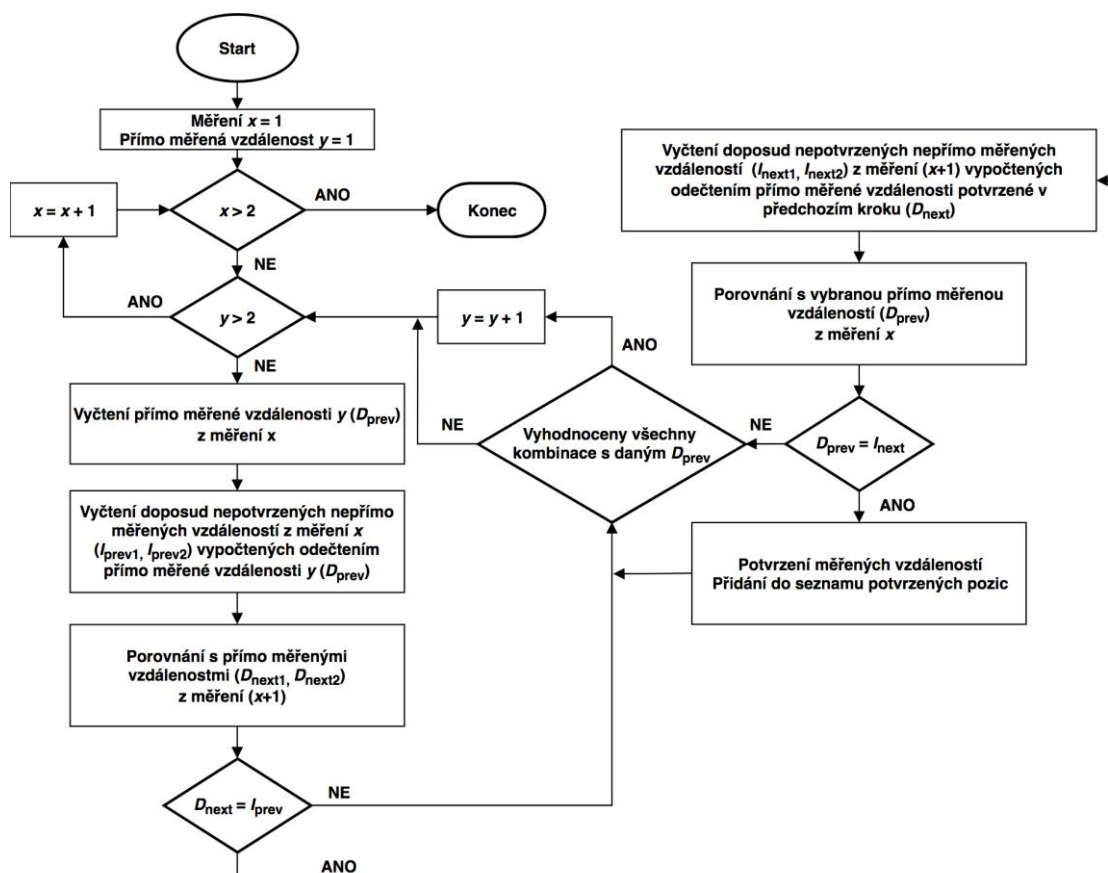 Start
Měření x = 1
Přímo měřená vzdálenost y = 1
x > 2
ANO
Konec
x = x + 1
NE
ANO
y > 2
NE
y = y + 1
Vyčtení přímo měřené vzdálenosti y (Dprev)
z měření x
Vyčtení doposud nepotvrzených nepřímo
měřených vzdáleností z měření x
(Iprev1, Iprev2) vypočtených odečtením
přímo měřené vzdálenosti y (Dprev)
Porovnání s přímo měřenými
vzdálenostmi (Dnext1, Dnext2)
z měření (x+1)
Dnext = Iprev
NE
ANO
Vyčtení doposud nepotvrzených nepřímo měřených
vzdáleností (Inext1, Inext2) z měření (x+1) vypočtených
odečtením přímo měřené vzdálenosti potvrzené v
předchozím kroku (Dnext)
Porovnání s vybranou přímo měřenou
vzdáleností (Dprev)
z měření x
Dprev = Inext
NE
ANO
Potvrzení měřených vzdáleností
Přidání do seznamu potvrzených pozic
Vyhodnoceny všechny
kombinace s daným Dprev
ANO
NE